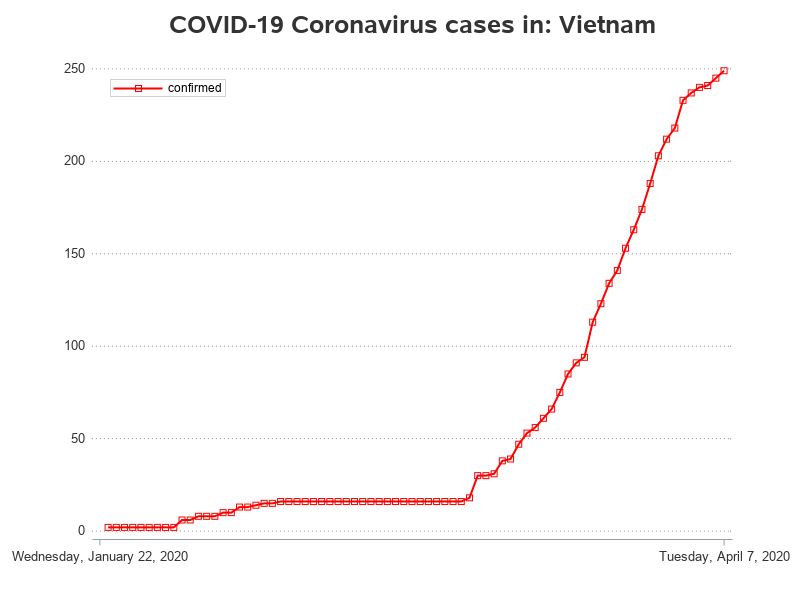 COVID-19 Coronavirus cases in: Vietnam
250
confirmed
200
150
100
50
0
Wednesday, January 22, 2020 Tuesday, April 7, 2020